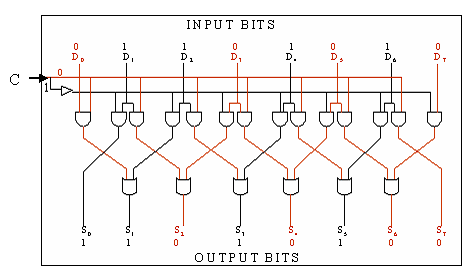 INPUT BITS
0 1 1 0 1 0 1 0
D0 D1 D2 D3 D4 D5 D6 D7
C 0
1
S0 S1 S2 S3 S4 S5 S6 S7
1 1 0 1 0 1 0 0
OUTPUT BITS